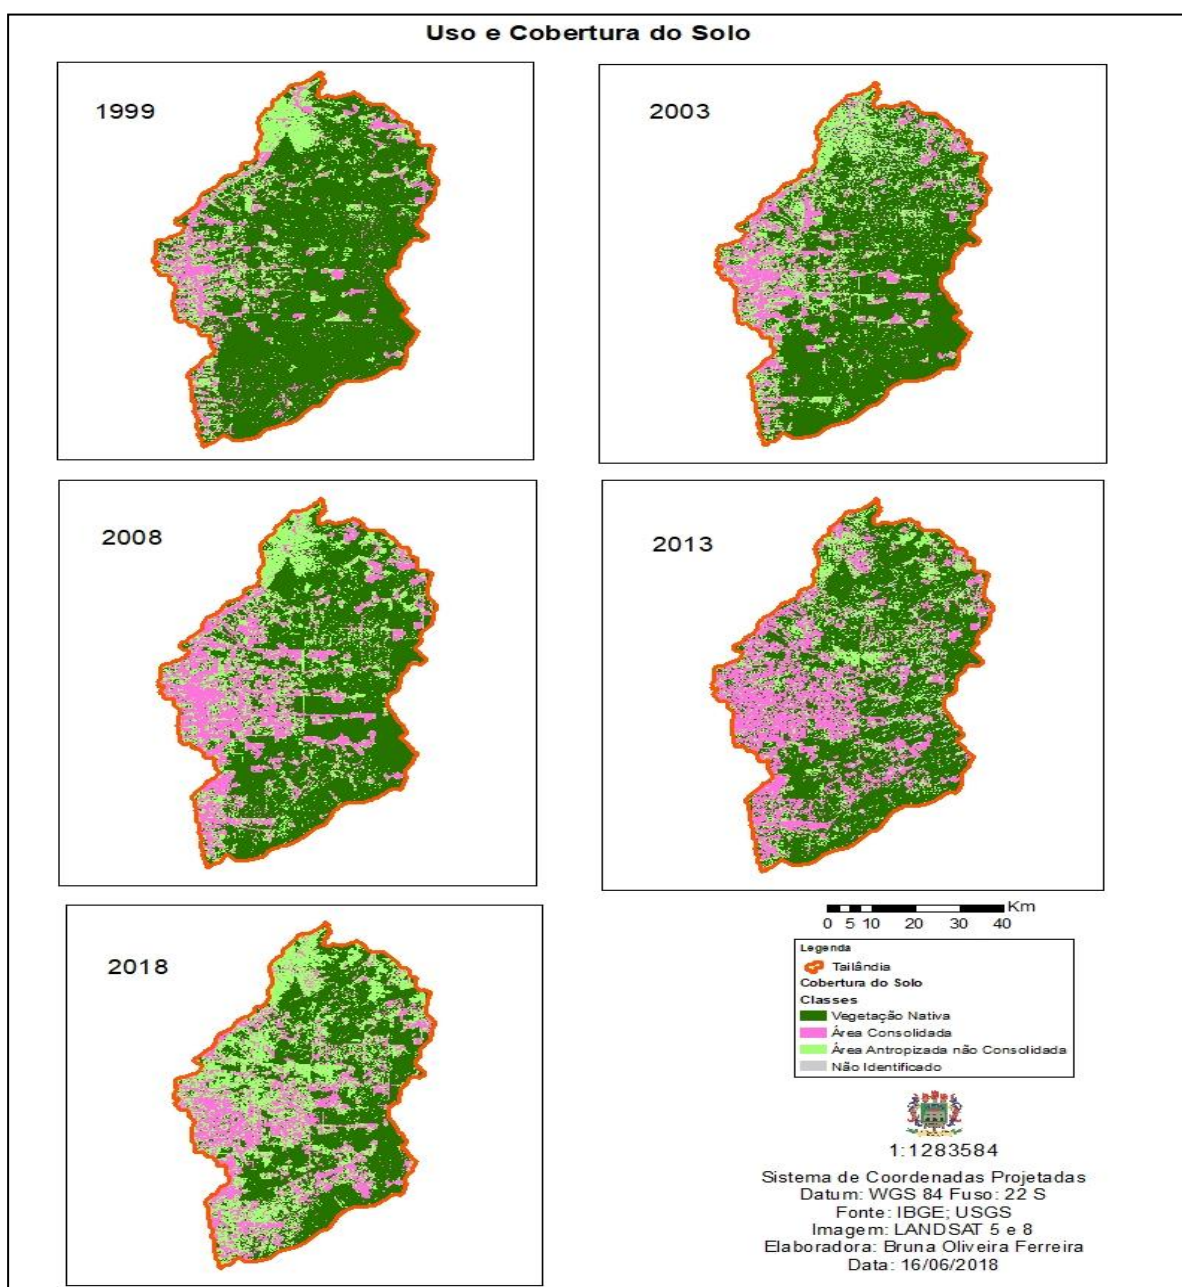 Uso e Cobertura do Solo
1999
2003
2008
2013
2018
Km
0 5 10 20 30 40
Legenda
Tailândia
Cobertura do Solo
Classes
Vegetação Nativa
Área Consolidada
Área Antropizada não Consolidada
Não Identificado
1:1283584
Sistema de Coordenadas Projetadas
Datum: WGS 84 Fuso: 22 S
Fonte: IBGE; USGS
Imagem: LANDSAT 5 e 8
Elaboradora: Bruna Oliveira Ferreira
Data: 16/06/2018